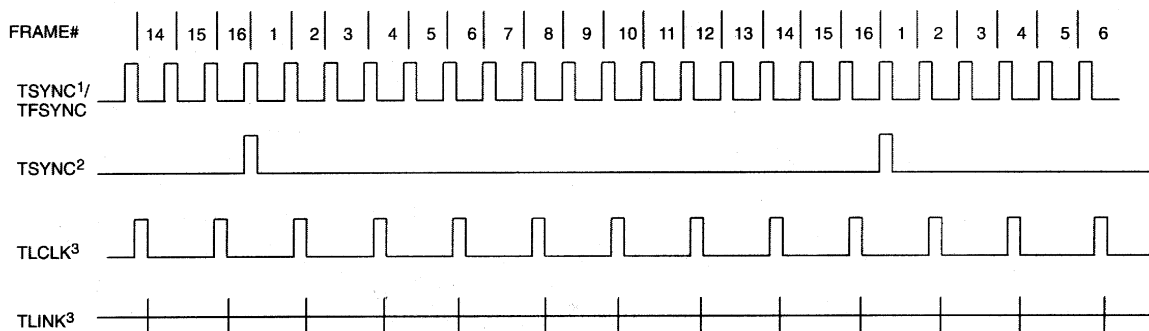 FRAME# 14 15 16 1 2 3 4 5 6 7 8 9 10 11 12 13 14 15 16 1 2 3 4 5 6
TSYNC¹/
TFSYNC
TSYNC²
TLCLK³
TLINK³